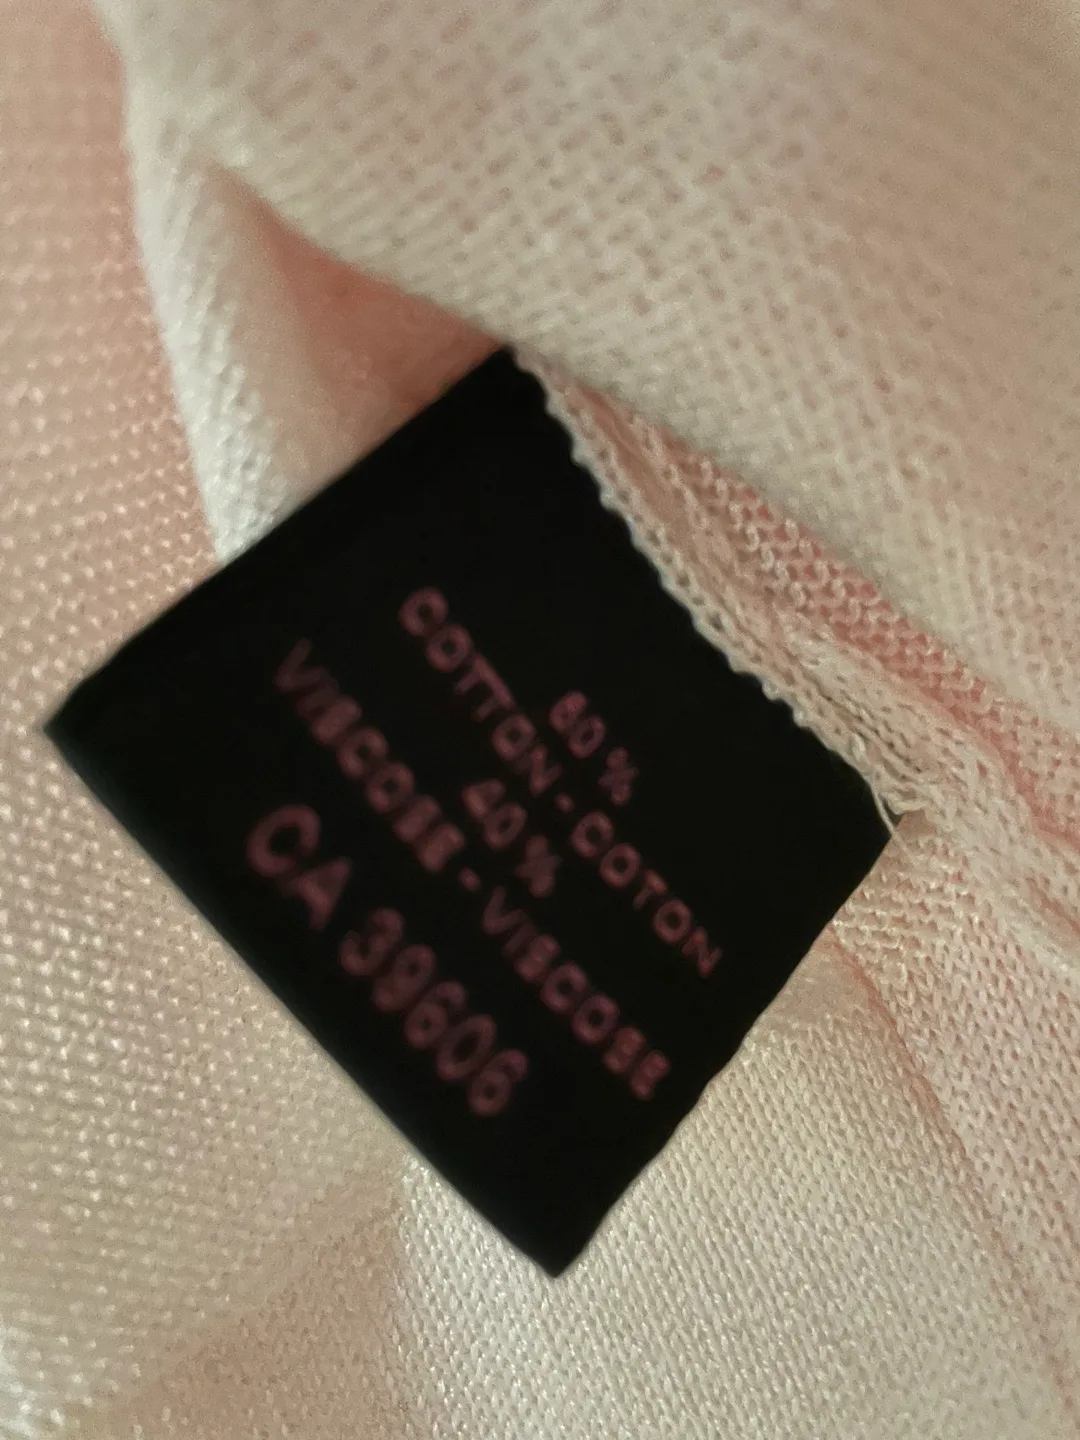 60 %
COTTON - COTON
40 %
VISCOSE - VISCOSE
CA 39606